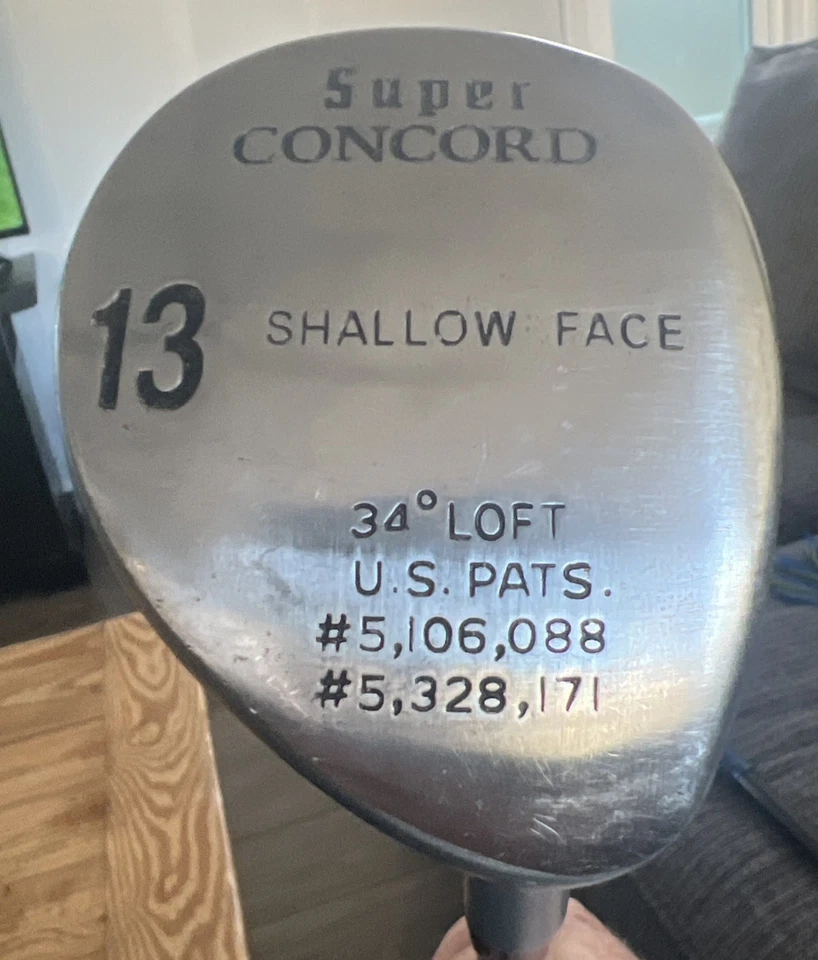 Super
CONCORD
13 SHALLOW FACE
34° LOFT
U.S. PATS.
#5,106,088
#5,328,171